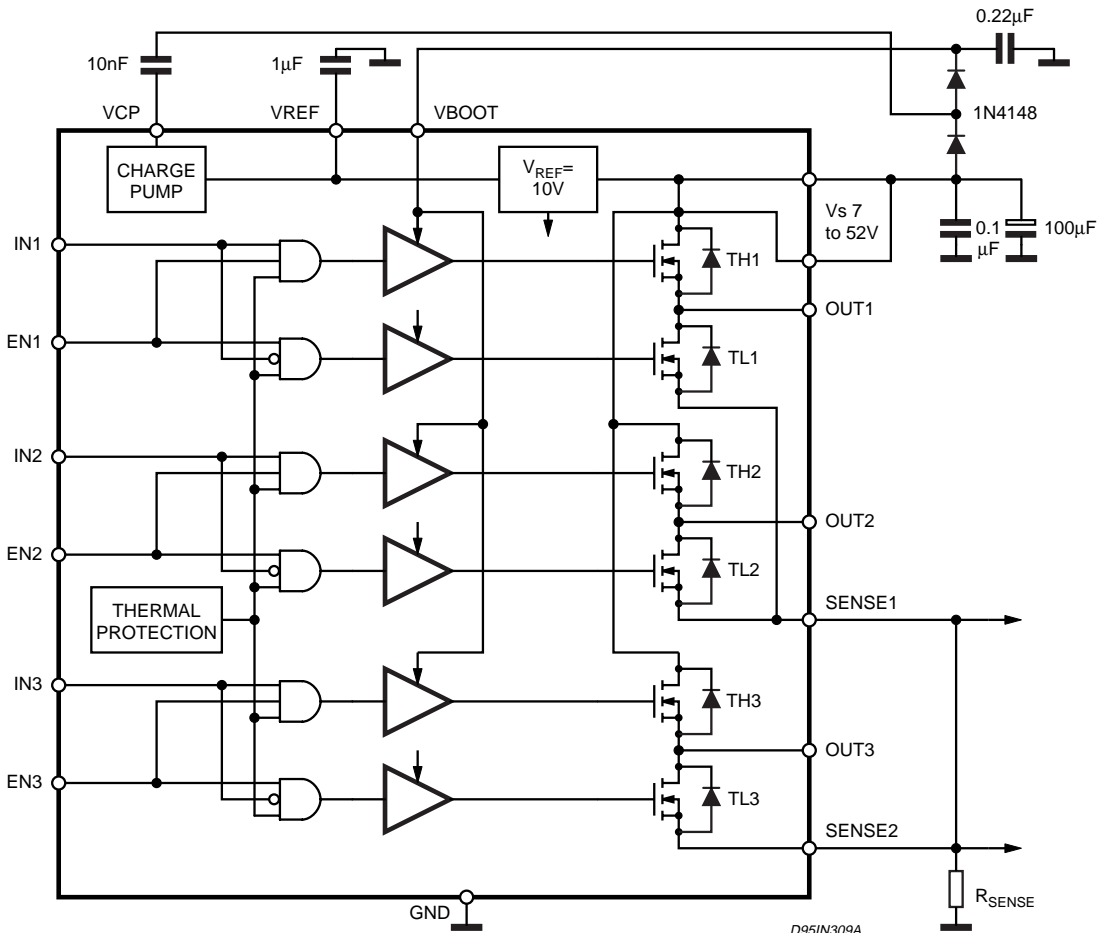 0.22μF
10nF
1μF
VCP
VREF
VBOOT
1N4148
CHARGE
PUMP
VREF=
10V
Vs 7
to 52V
0.1
μF
100μF
IN1
TH1
OUT1
EN1
TL1
IN2
TH2
OUT2
EN2
TL2
THERMAL
PROTECTION
SENSE1
IN3
TH3
OUT3
EN3
TL3
SENSE2
GND
RSENSE
D95IN309A